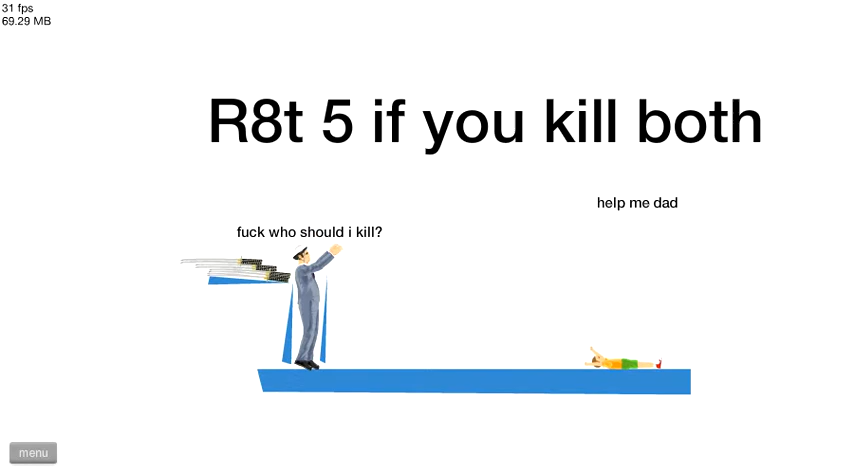 31 fps
69.29 MB
R8t 5 if you kill both
help me dad
fuck who should i kill?
menu